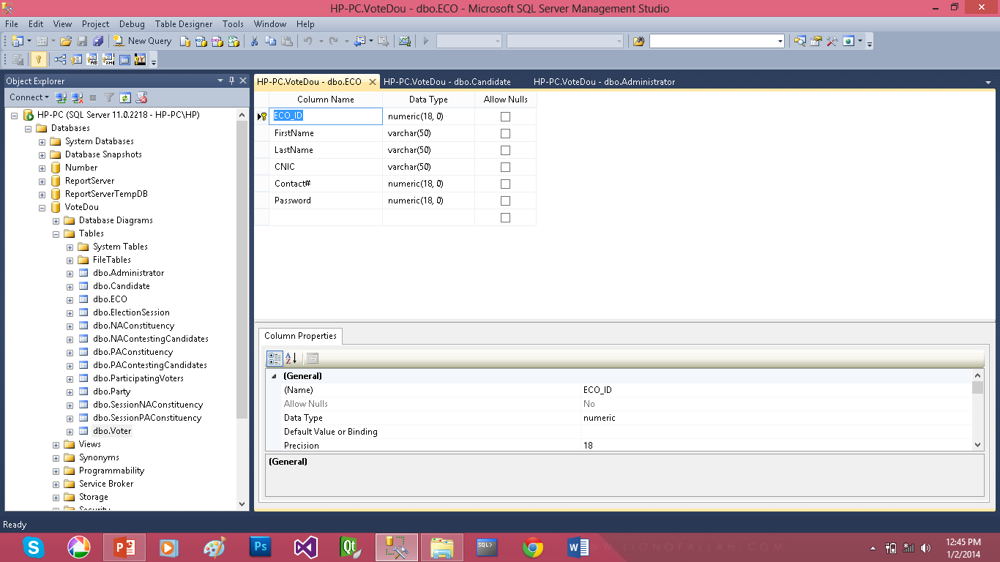 HP-PC.VoteDou - dbo.ECO - Microsoft SQL Server Management Studio
File Edit View Project Debug Table Designer Tools Window Help
New Query
Object Explorer
Connect
HP-PC (SQL Server 11.0.2218 - HP-PC\HP)
Databases
System Databases
Database Snapshots
Number
ReportServer
ReportServerTempDB
VoteDou
Database Diagrams
Tables
System Tables
FileTables
dbo.Administrator
dbo.Candidate
dbo.ECO
dbo.ElectionSession
dbo.NAConstituency
dbo.NAContestingCandidates
dbo.PAConstituency
dbo.PAContestingCandidates
dbo.ParticipatingVoters
dbo.Party
dbo.SessionNAConstituency
dbo.SessionPAConstituency
dbo.Voter
Views
Synonyms
Programmability
Service Broker
Storage
Security
HP-PC.VoteDou - dbo.ECO HP-PC.VoteDou - dbo.Candidate HP-PC.VoteDou - dbo.Administrator
Column Name Data Type Allow Nulls
ECO_ID numeric(18, 0)
FirstName varchar(50)
LastName varchar(50)
CNIC varchar(50)
Contact# numeric(18, 0)
Password numeric(18, 0)
Column Properties
(General)
(Name) ECO_ID
Allow Nulls No
Data Type numeric
Default Value or Binding
Precision 18
(General)
Ready
12:45 PM
1/2/2014